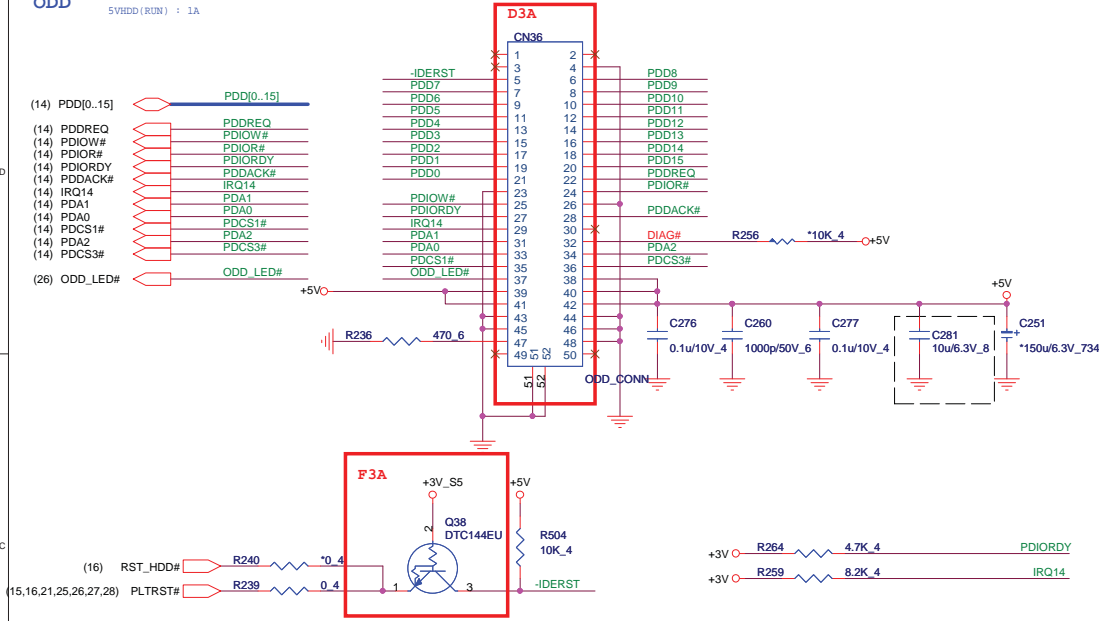 ODD
5VHDD(RUN) : 1A
D3A
CN36
(14) PDD[0..15]
PDD[0..15]
(14) PDDREQ
PDDREQ
(14) PDIOW#
PDIOW#
(14) PDIOR#
PDIOR#
(14) PDIORDY
PDIORDY
(14) PDDACK#
PDDACK#
(14) IRQ14
IRQ14
(14) PDA1
PDA1
(14) PDA0
PDA0
(14) PDCS1#
PDCS1#
(14) PDA2
PDA2
(14) PDCS3#
PDCS3#
(26) ODD_LED#
ODD_LED#
1 2
3 4
-IDERST 5 6 PDD8
PDD7 7 8 PDD9
PDD6 9 10 PDD10
PDD5 11 12 PDD11
PDD4 13 14 PDD12
PDD3 15 16 PDD13
PDD2 17 18 PDD14
PDD1 19 20 PDD15
PDD0 21 22 PDDREQ
23 24 PDIOR#
PDIOW# 25 26
PDIORDY 27 28 PDDACK#
IRQ14 29 30
PDA1 31 32 DIAG# R256 *10K_4 +5V
PDA0 33 34 PDA2
PDCS1# 35 36 PDCS3#
ODD_LED# 37 38
+5V 39 40
41 42 +5V
43 44
45 46
R236 470_6 47 48
49 51 52 50
51 52
ODD_CONN
C276
0.1u/10V_4
C260
1000p/50V_6
C277
0.1u/10V_4
C281
10u/6.3V_8
+
C251
*150u/6.3V_734
D
C
F3A
+3V_S5
+5V
2
Q38
DTC144EU
R504
10K_4
(16) RST_HDD# R240 *0_4
(15,16,21,25,26,27,28) PLTRST# R239 0_4 1 3 -IDERST
+3V R264 4.7K_4 PDIORDY
+3V R259 8.2K_4 IRQ14